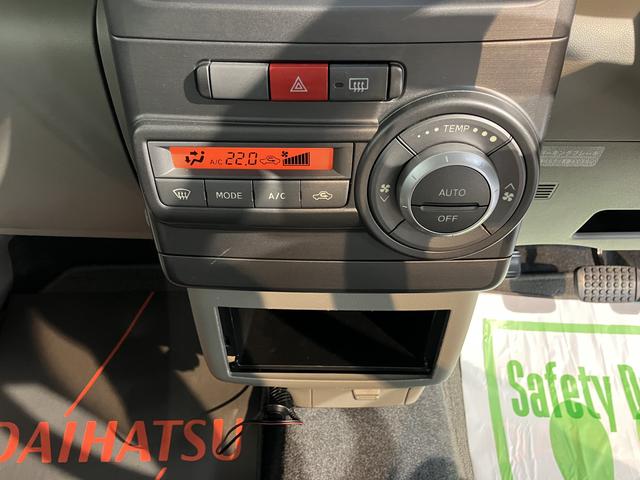 TEMP
A/C 22.0
MODE
A/C
AUTO
OFF
DAIHATSU
Safety D